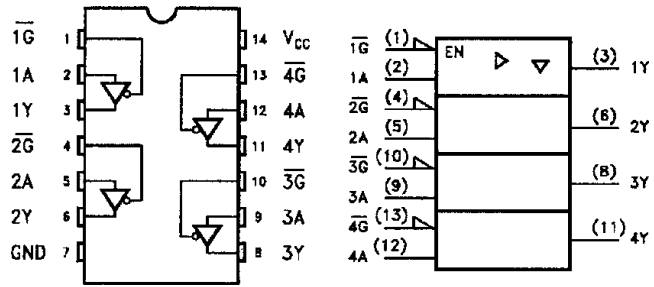 1G 1 14 VCC
1A 2 13 4G
1Y 3 12 4A
2G 4 11 4Y
2A 5 10 3G
2Y 6 9 3A
GND 7 8 3Y
1G (1) EN
1A (2) (3) 1Y
2G (4)
2A (5) (6) 2Y
3G (10)
3A (9) (8) 3Y
4G (13)
4A (12) (11) 4Y